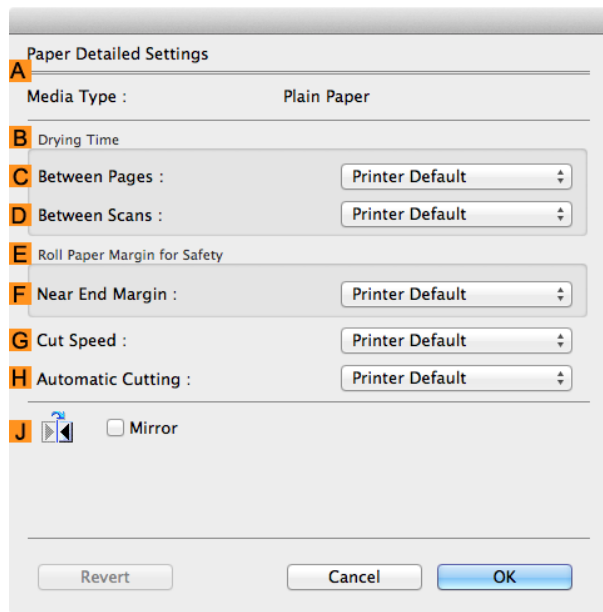 Paper Detailed Settings
A
Media Type : Plain Paper
B Drying Time
C Between Pages : Printer Default
D Between Scans : Printer Default
E Roll Paper Margin for Safety
F Near End Margin : Printer Default
G Cut Speed : Printer Default
H Automatic Cutting : Printer Default
J Mirror
Revert Cancel OK